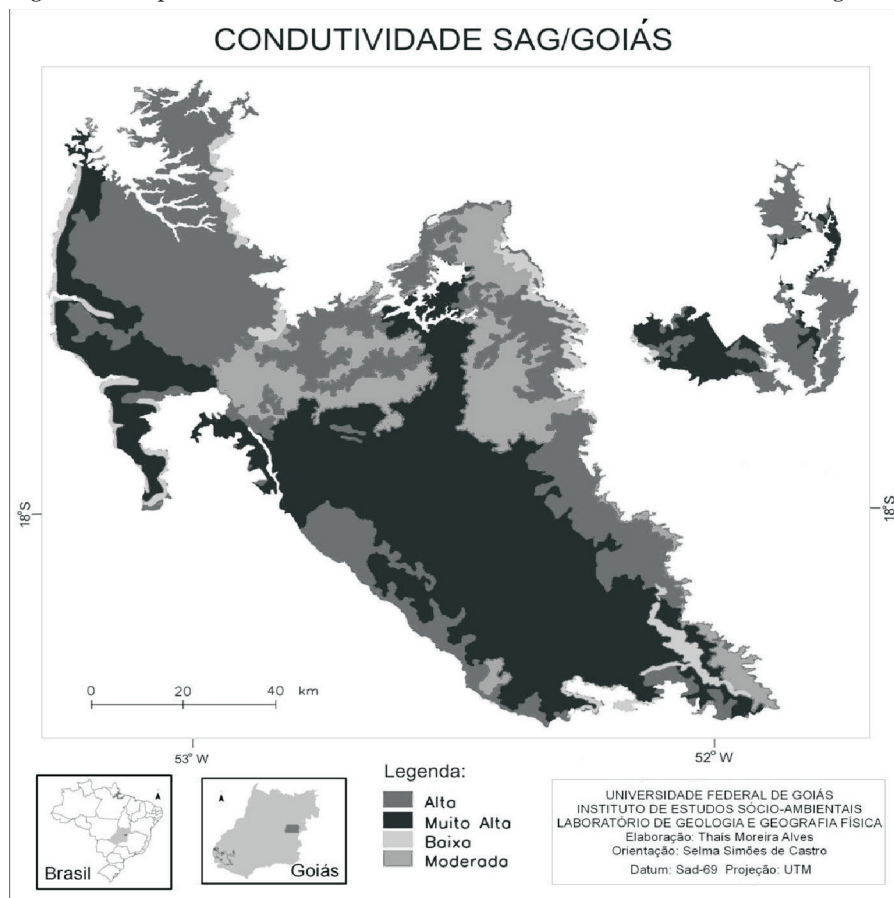 CONDUTIVIDADE SAG/GOIÁS
18°S
18°S
0 20 40 km
53° W
52° W
Brasil
Goiás
Legenda:
Alta
Muito Alta
Baixa
Moderada
UNIVERSIDADE FEDERAL DE GOIÁS
INSTITUTO DE ESTUDOS SÓCIO-AMBIENTAIS
LABORATÓRIO DE GEOLOGIA E GEOGRAFIA FÍSICA
Elaboração: Thais Moreira Alves
Orientação: Selma Simões de Castro
Datum: Sad-69 Projeção: UTM